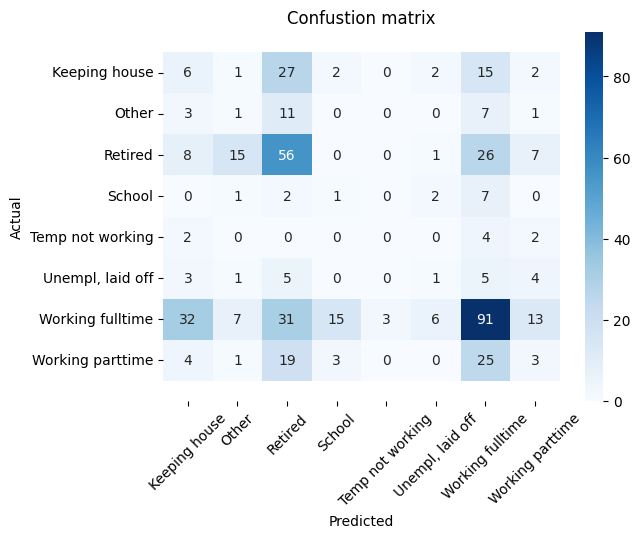 Confustion matrix
Actual
Keeping house 6 1 27 2 0 2 15 2
Other 3 1 11 0 0 0 7 1
Retired 8 15 56 0 0 1 26 7
School 0 1 2 1 0 2 7 0
Temp not working 2 0 0 0 0 0 4 2
Unempl, laid off 3 1 5 0 0 1 5 4
Working fulltime 32 7 31 15 3 6 91 13
Working parttime 4 1 19 3 0 0 25 3
Keeping house Other Retired School Temp not working Unempl, laid off Working fulltime Working parttime
Predicted
80
60
40
20
0